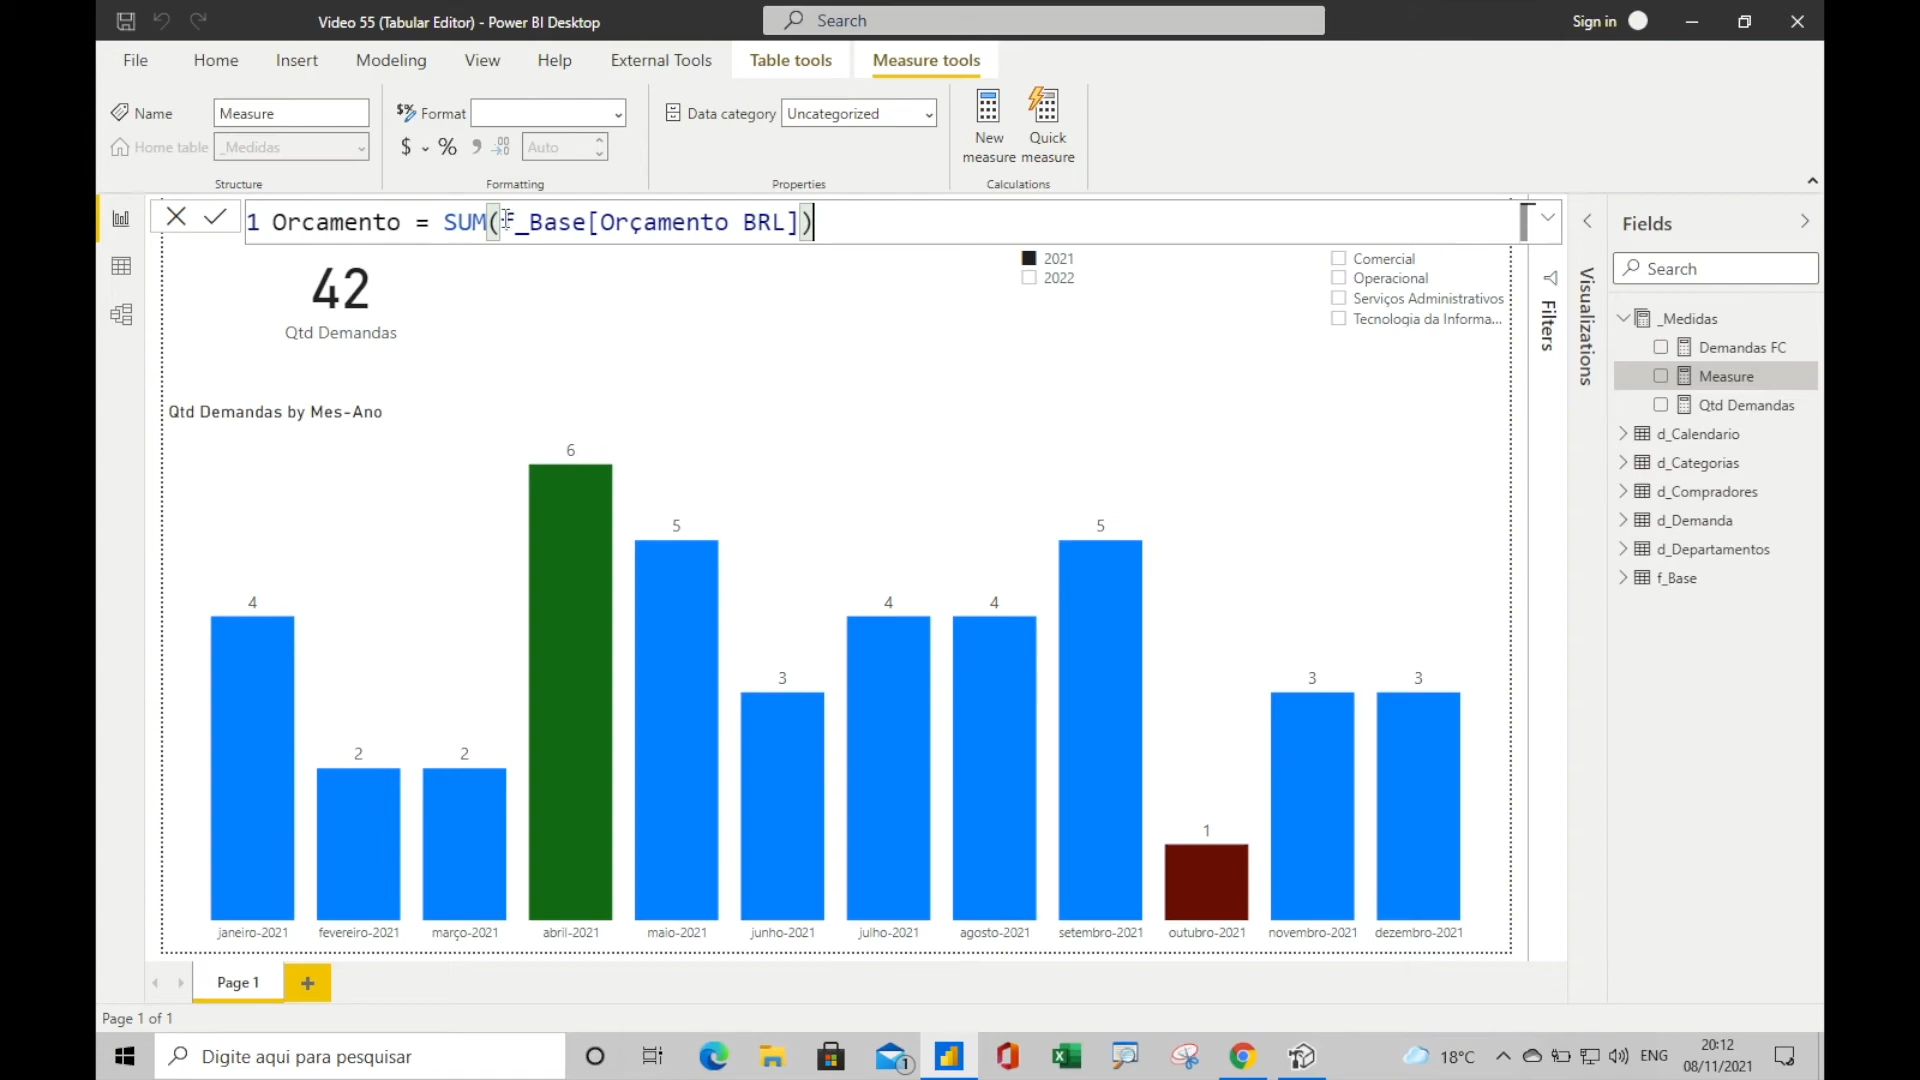 Video 55 (Tabular Editor) - Power BI Desktop
Search
Sign in
File
Home
Insert
Modeling
View
Help
External Tools
Table tools
Measure tools
Name
Measure
Format
Data category
Uncategorized
Home table
_Medidas
$
%
Auto
New measure
Quick measure
Structure
Formatting
Properties
Calculations
1 Orcamento = SUM(f_Base[Orçamento BRL])
42
Qtd Demandas
2021
2022
Comercial
Operacional
Serviços Administrativos
Tecnologia da Informa...
Filters
Visualizations
Fields
Search
_Medidas
Demandas FC
Measure
Qtd Demandas
d_Calendario
d_Categorias
d_Compradores
d_Demanda
d_Departamentos
f_Base
Qtd Demandas by Mes-Ano
4
2
2
6
5
3
4
4
5
1
3
3
janeiro-2021
fevereiro-2021
março-2021
abril-2021
maio-2021
junho-2021
julho-2021
agosto-2021
setembro-2021
outubro-2021
novembro-2021
dezembro-2021
Page 1
Page 1 of 1
Digite aqui para pesquisar
1
18°C
ENG
20:12
08/11/2021